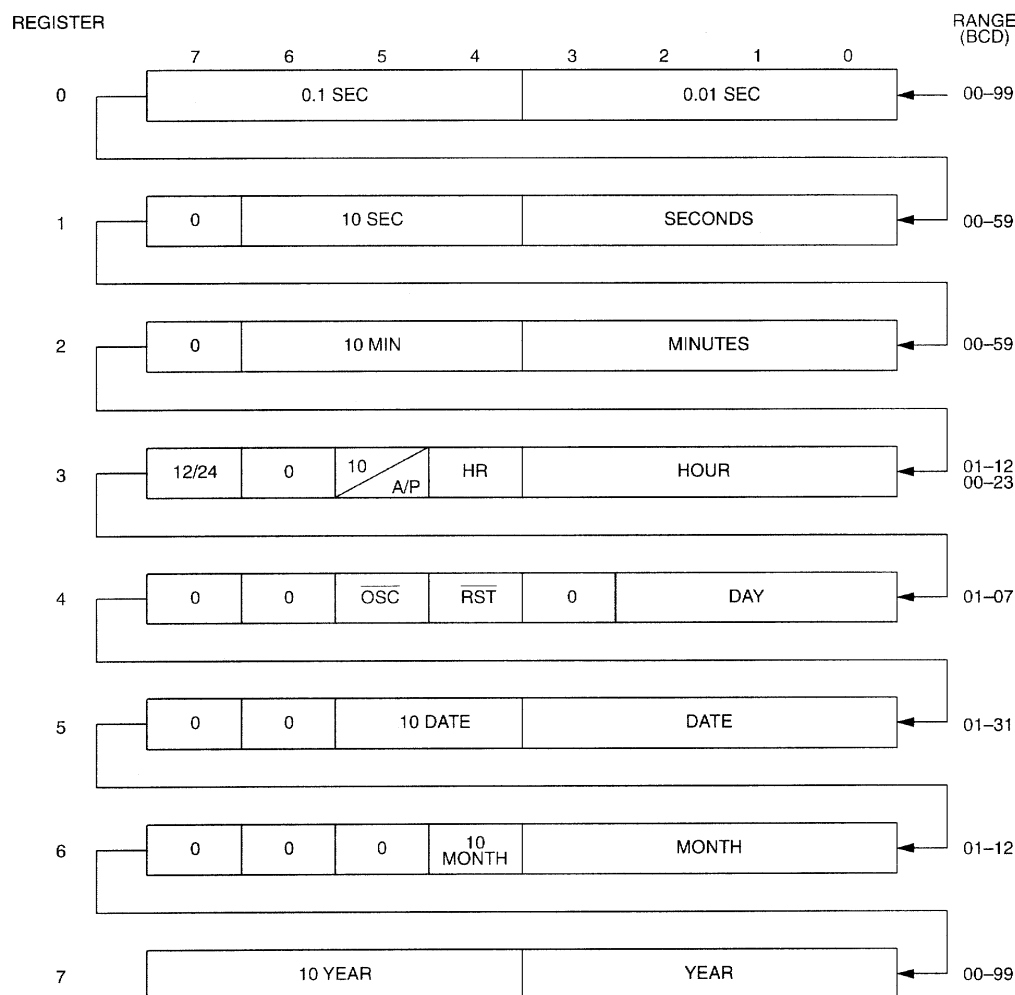 REGISTER
RANGE
(BCD)
7 6 5 4 3 2 1 0
0 0.1 SEC 0.01 SEC 00–99
1 0 10 SEC SECONDS 00–59
2 0 10 MIN MINUTES 00–59
3 12/24 0 10 A/P HR HOUR 01–12
00–23
4 0 0 OSC RST 0 DAY 01–07
5 0 0 10 DATE DATE 01–31
6 0 0 0 10 MONTH MONTH 01–12
7 10 YEAR YEAR 00–99